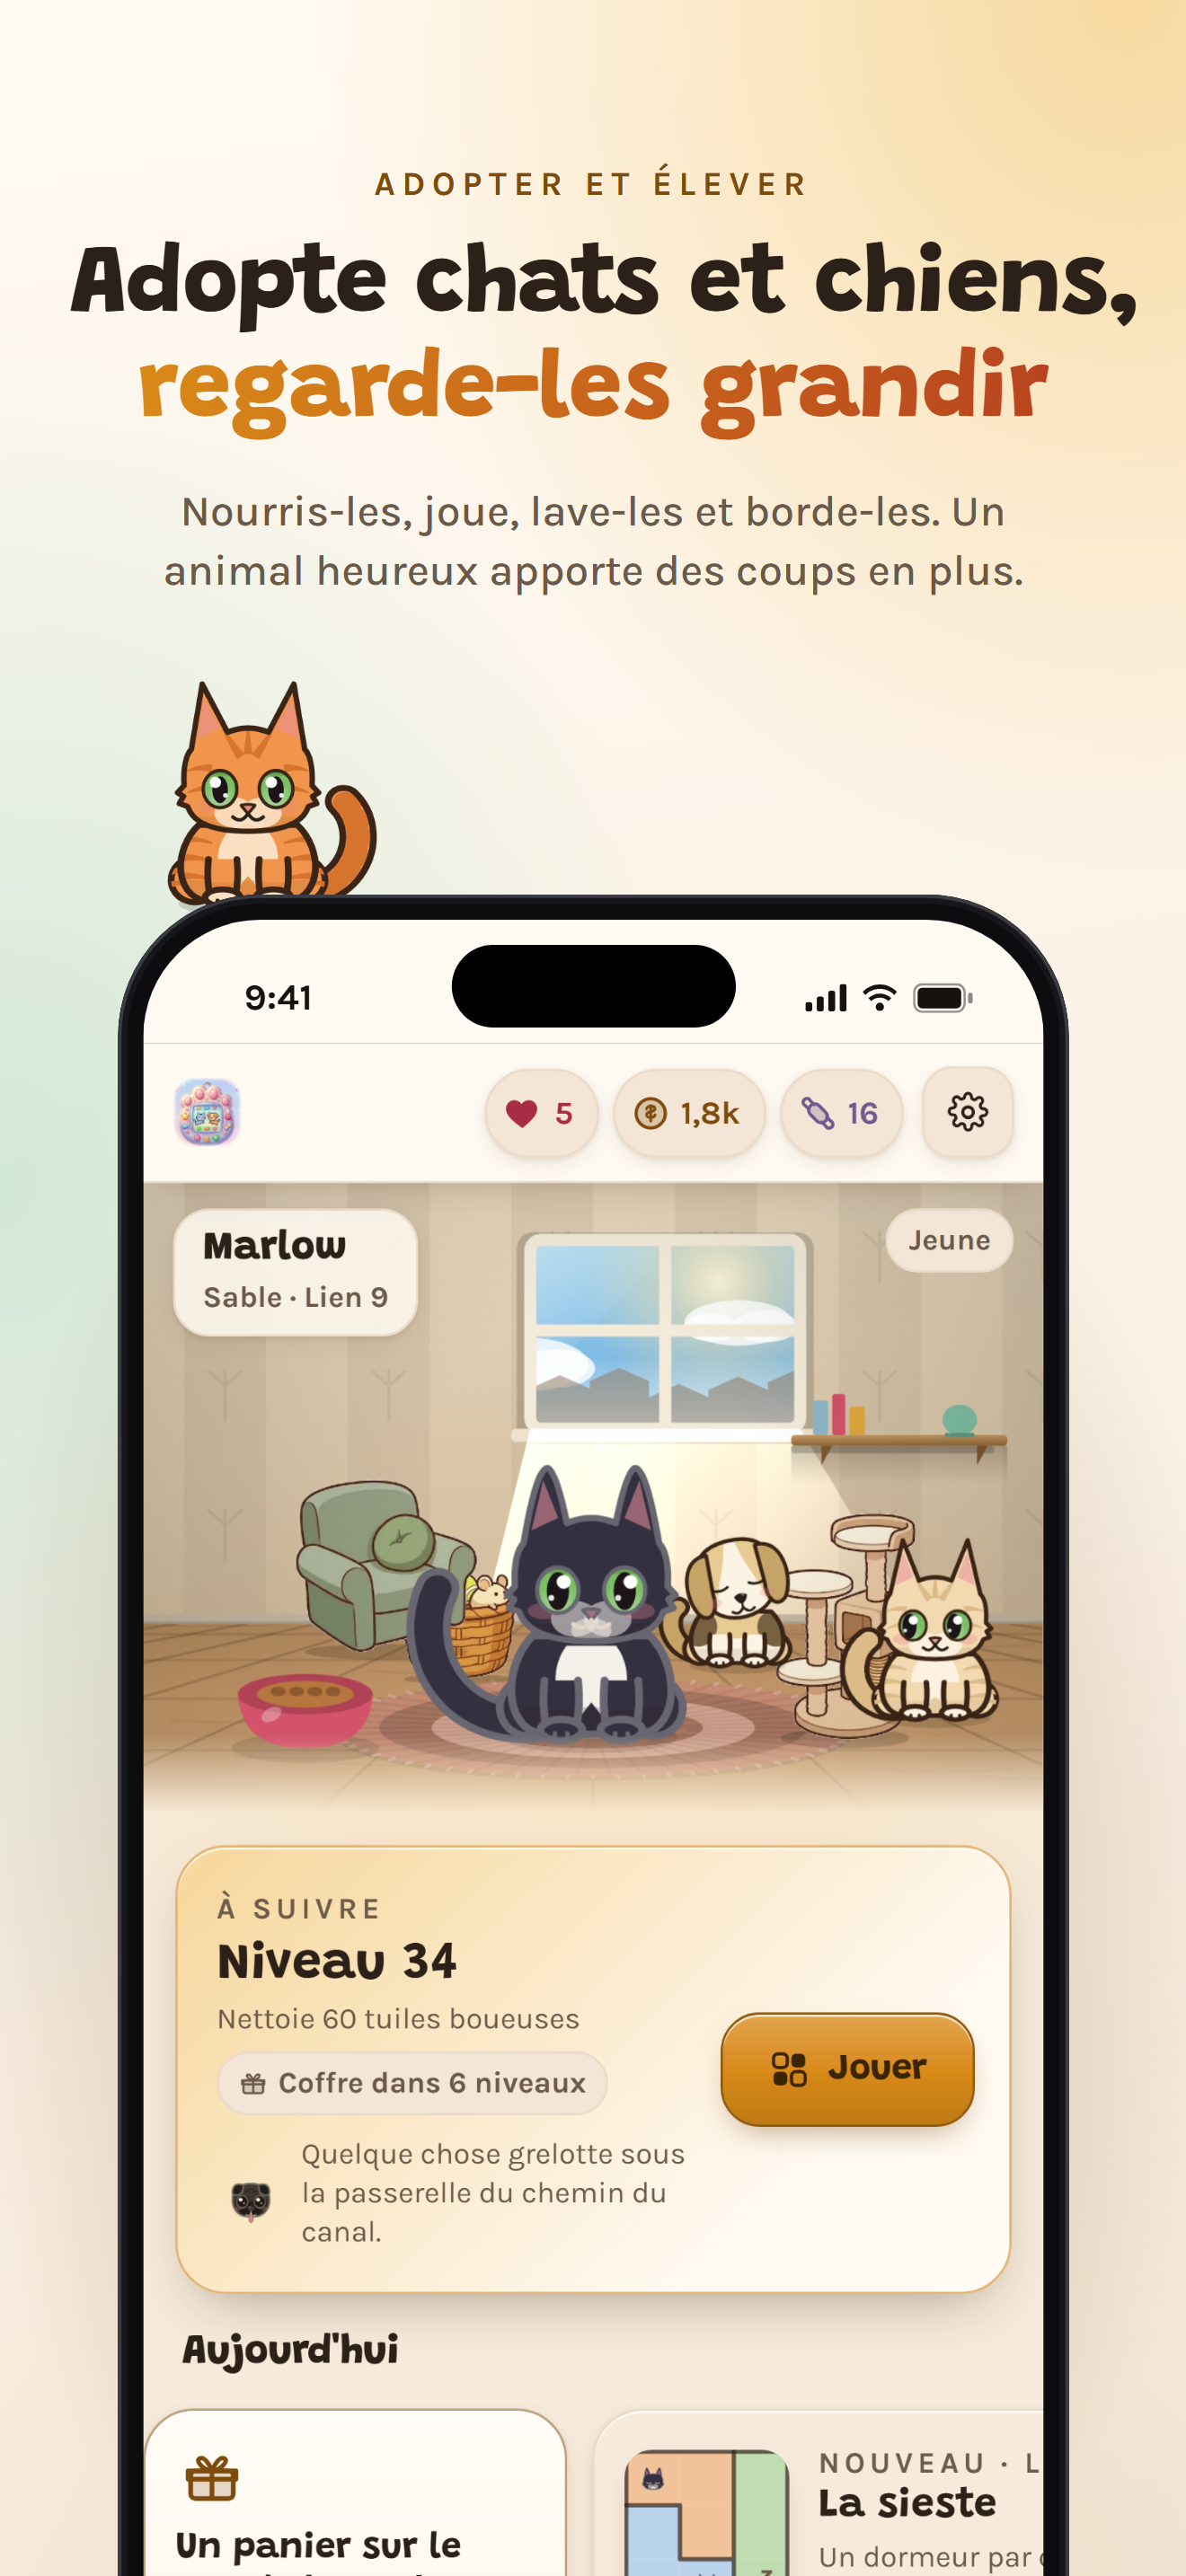 ADOPTER ET ÉLEVER
Adopte chats et chiens,
regarde-les grandir
Nourris-les, joue, lave-les et borde-les. Un
animal heureux apporte des coups en plus.
9:41
5
1,8k
16
Marlow
Sable · Lien 9
Jeune
À SUIVRE
Niveau 34
Nettoie 60 tuiles boueuses
Coffre dans 6 niveaux
Jouer
Quelque chose grelotte sous
la passerelle du chemin du
canal.
Aujourd'hui
Un panier sur le
NOUVEAU · L
La sieste
Un dormeur par